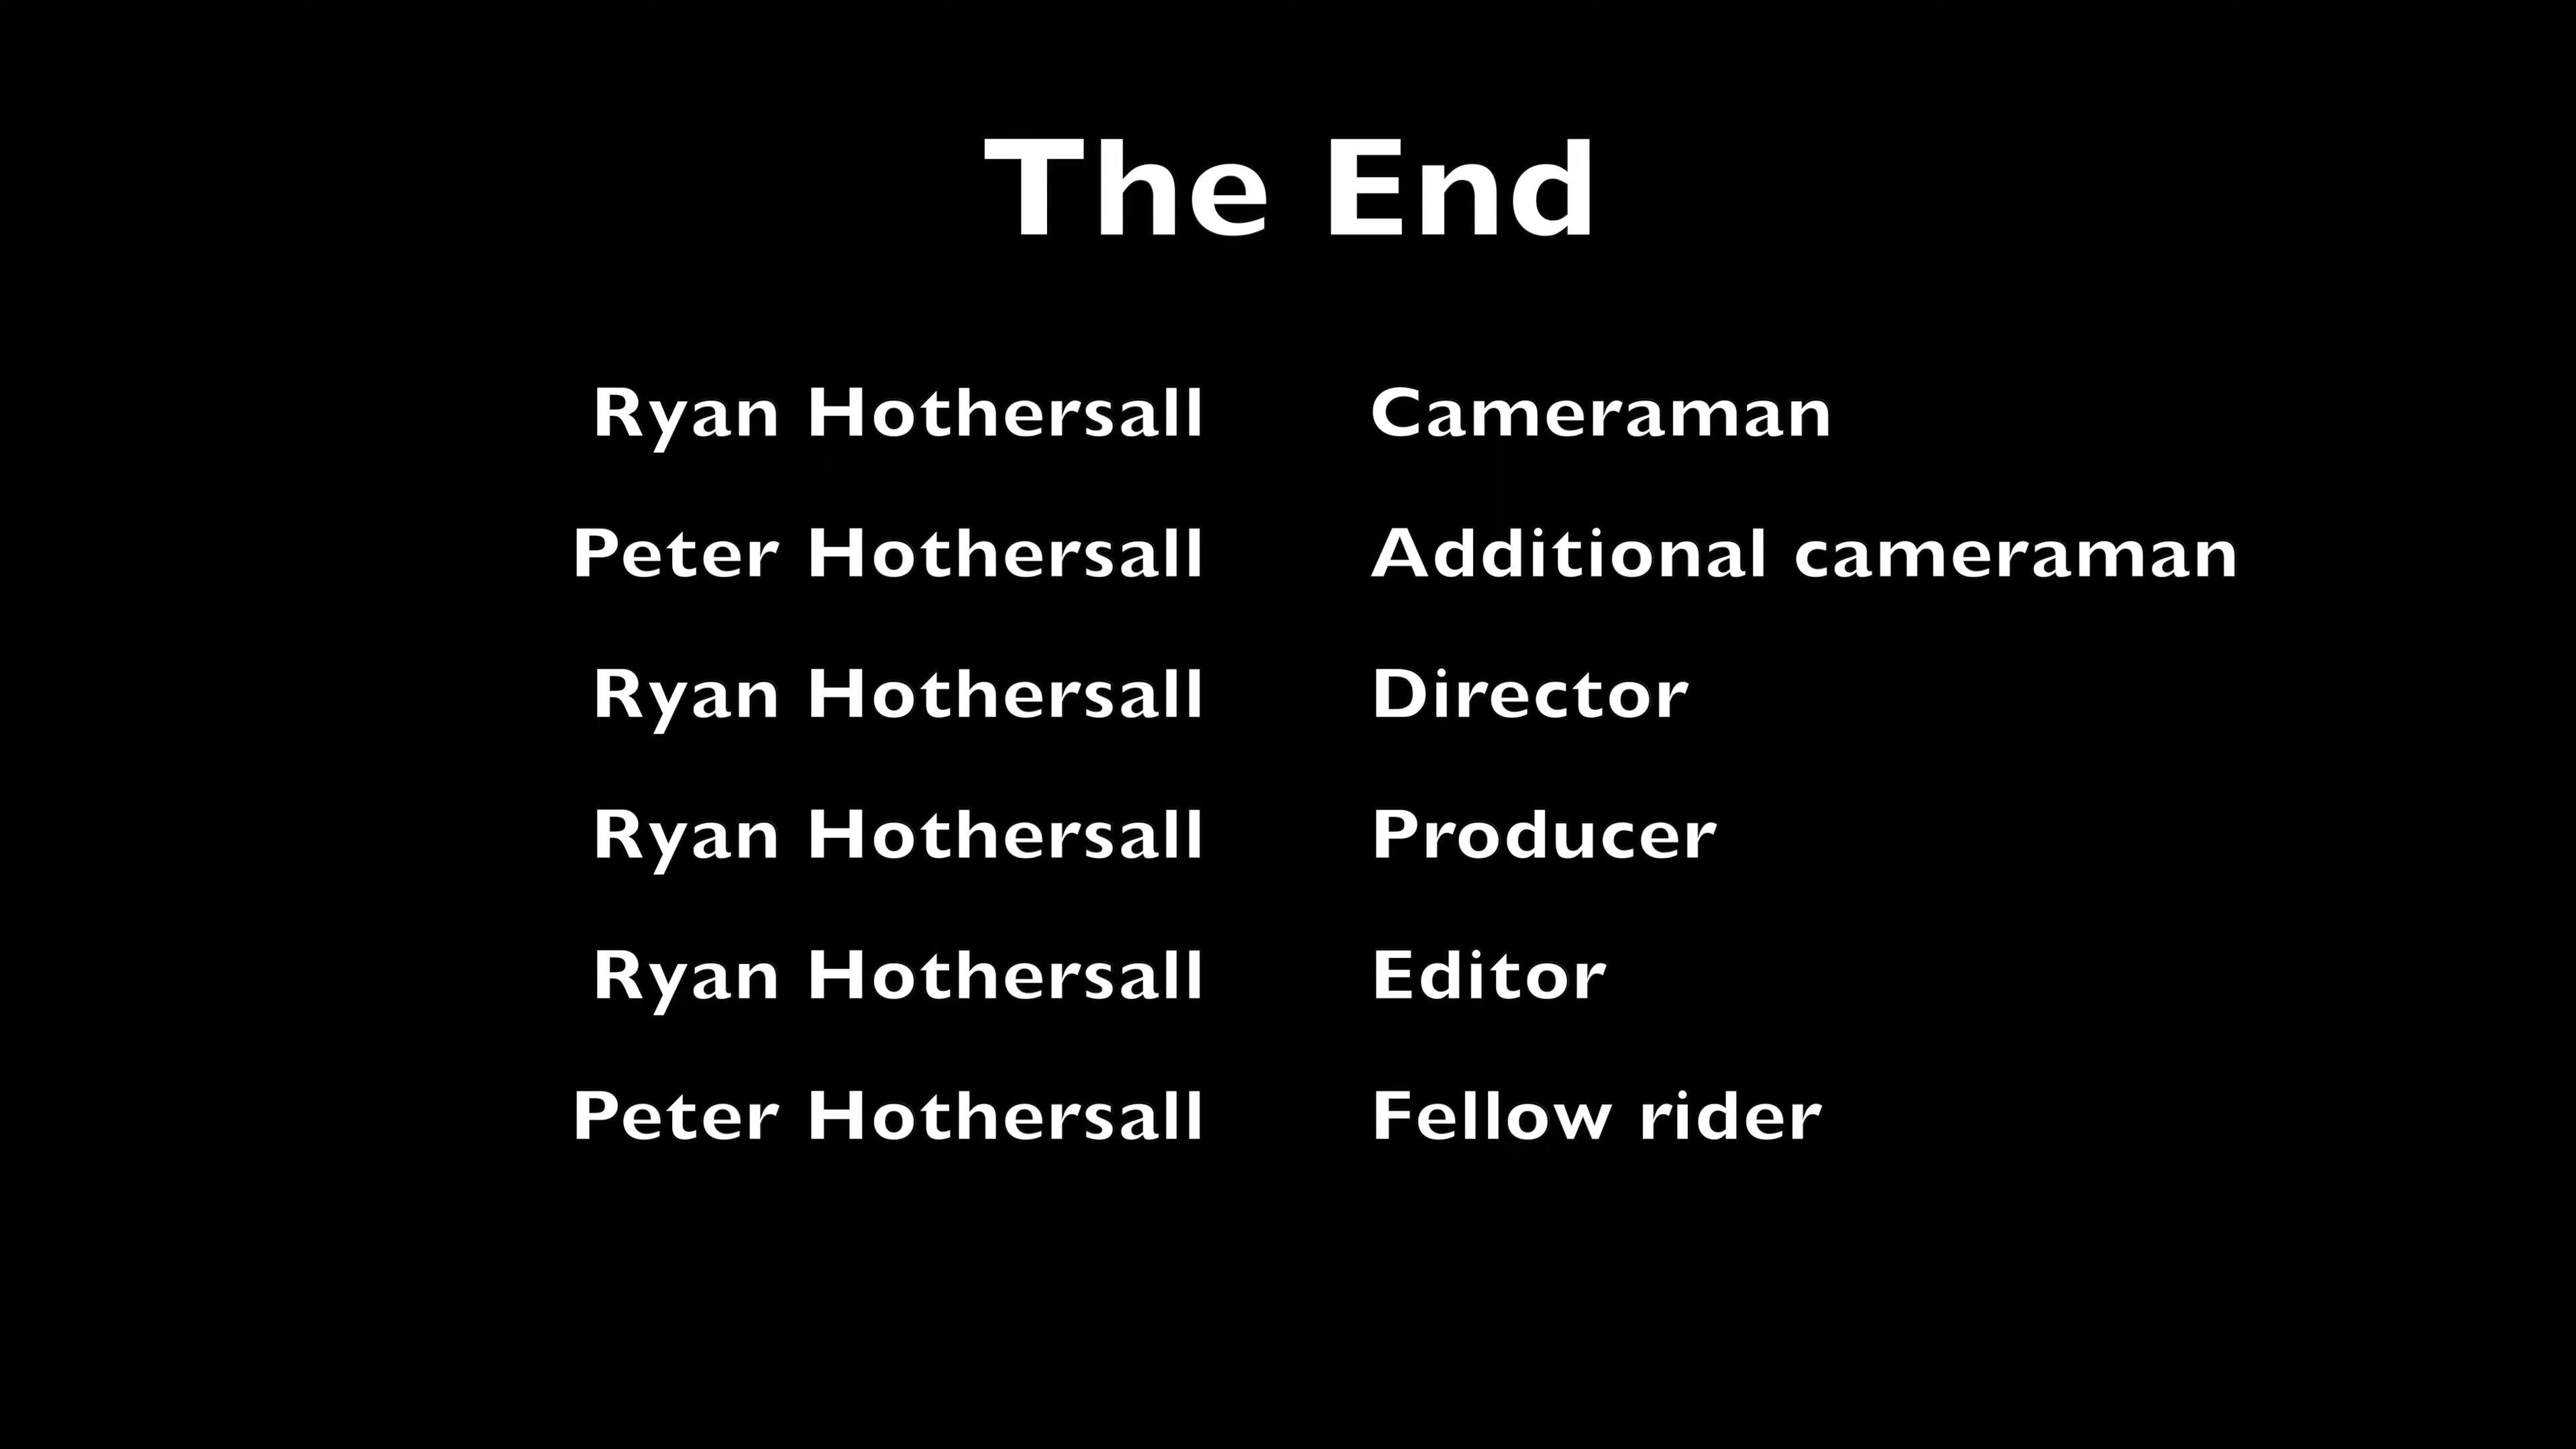 The End
Ryan Hothersall Cameraman
Peter Hothersall Additional cameraman
Ryan Hothersall Director
Ryan Hothersall Producer
Ryan Hothersall Editor
Peter Hothersall Fellow rider